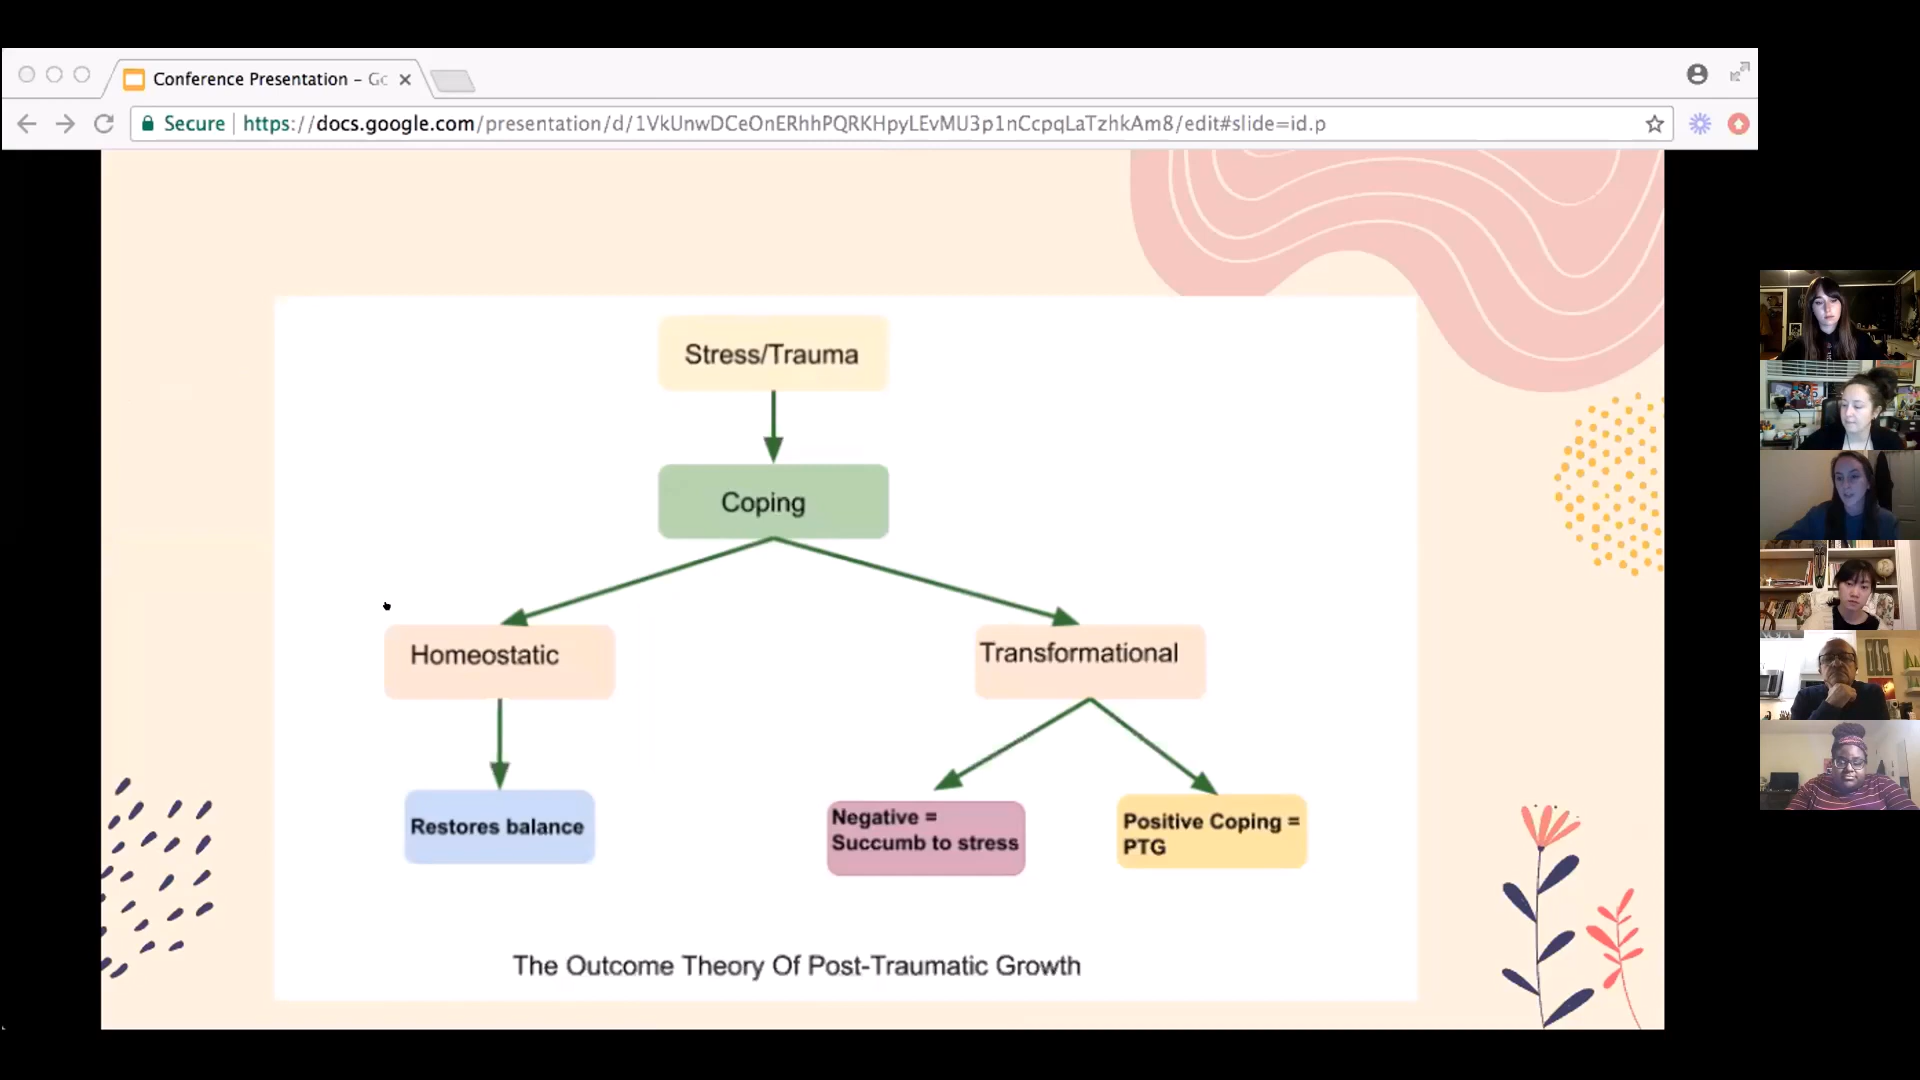 Conference Presentation - Gc
Secure
https://docs.google.com/presentation/d/1VkUnwDCeOnERhhPQRKHpyLEvMU3p1nCcpqLaTzhkAm8/edit#slide=id.p
Stress/Trauma
Coping
Homeostatic
Transformational
Restores balance
Negative =
Succumb to stress
Positive Coping =
PTG
The Outcome Theory Of Post-Traumatic Growth